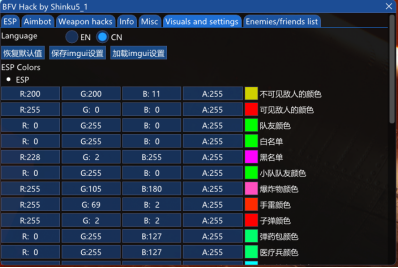 BFV Hack by Shinku5_1
ESP Aimbot Weapon hacks Info Misc Visuals and settings Enemies/friends list
Language EN CN
恢复默认值 保存imgui设置 加载imgui设置
ESP Colors
ESP
R:200 G:200 B: 11 A:255 不可见敌人的颜色
R:255 G: 0 B: 0 A:255 可见敌人的颜色
R: 0 G:255 B: 0 A:255 队友颜色
R: 0 G:255 B: 0 A:255 白名单
R:228 G: 2 B:255 A:255 黑名单
R: 0 G:255 B: 0 A:255 小队队友颜色
R:255 G:105 B:180 A:255 爆炸物颜色
R:255 G: 69 B: 2 A:255 手雷颜色
R:255 G: 2 B: 2 A:255 子弹颜色
R: 0 G:255 B:127 A:255 弹药包颜色
R: 0 G:255 B:127 A:255 医疗兵颜色